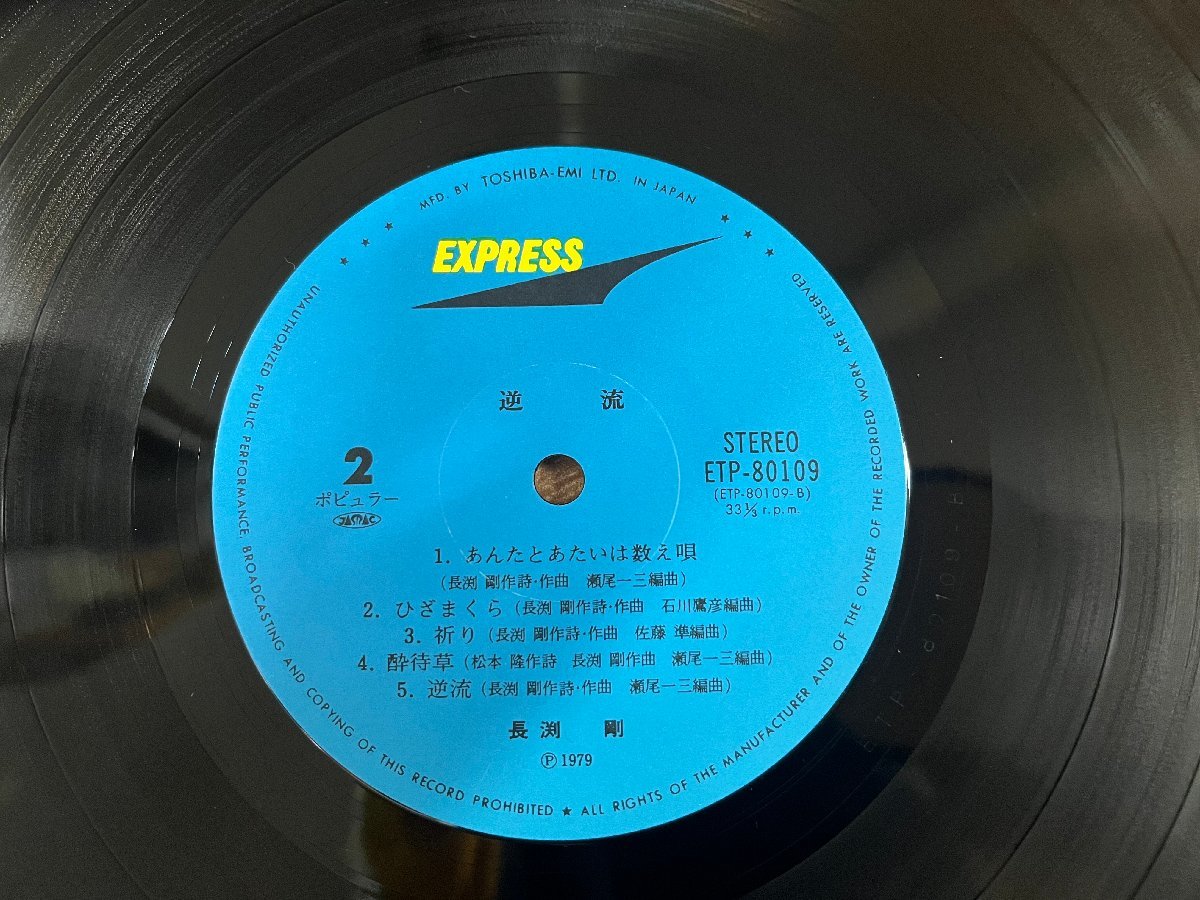 MFD. BY TOSHIBA-EMI LTD. IN JAPAN
EXPRESS
逆 流
2
ポピュラー
JASRAC
STEREO
ETP-80109
(ETP-80109-B)
33⅓ r.p.m.
1. あんたとあたいは数え唄
(長渕 剛作詩・作曲 瀬尾一三編曲)
2. ひざまくら (長渕 剛作詩・作曲 石川鷹彦編曲)
3. 祈り (長渕 剛作詩・作曲 佐藤 準編曲)
4. 酔待草 (松本 隆作詩 長渕 剛作曲 瀬尾一三編曲)
5. 逆流 (長渕 剛作詩・作曲 瀬尾一三編曲)
長渕 剛
Ⓟ 1979
UNAUTHORIZED PUBLIC PERFORMANCE, BROADCASTING AND COPYING OF THIS RECORD PROHIBITED ★ ALL RIGHTS OF THE MANUFACTURER AND OF THE OWNER OF THE RECORDED WORK ARE RESERVED